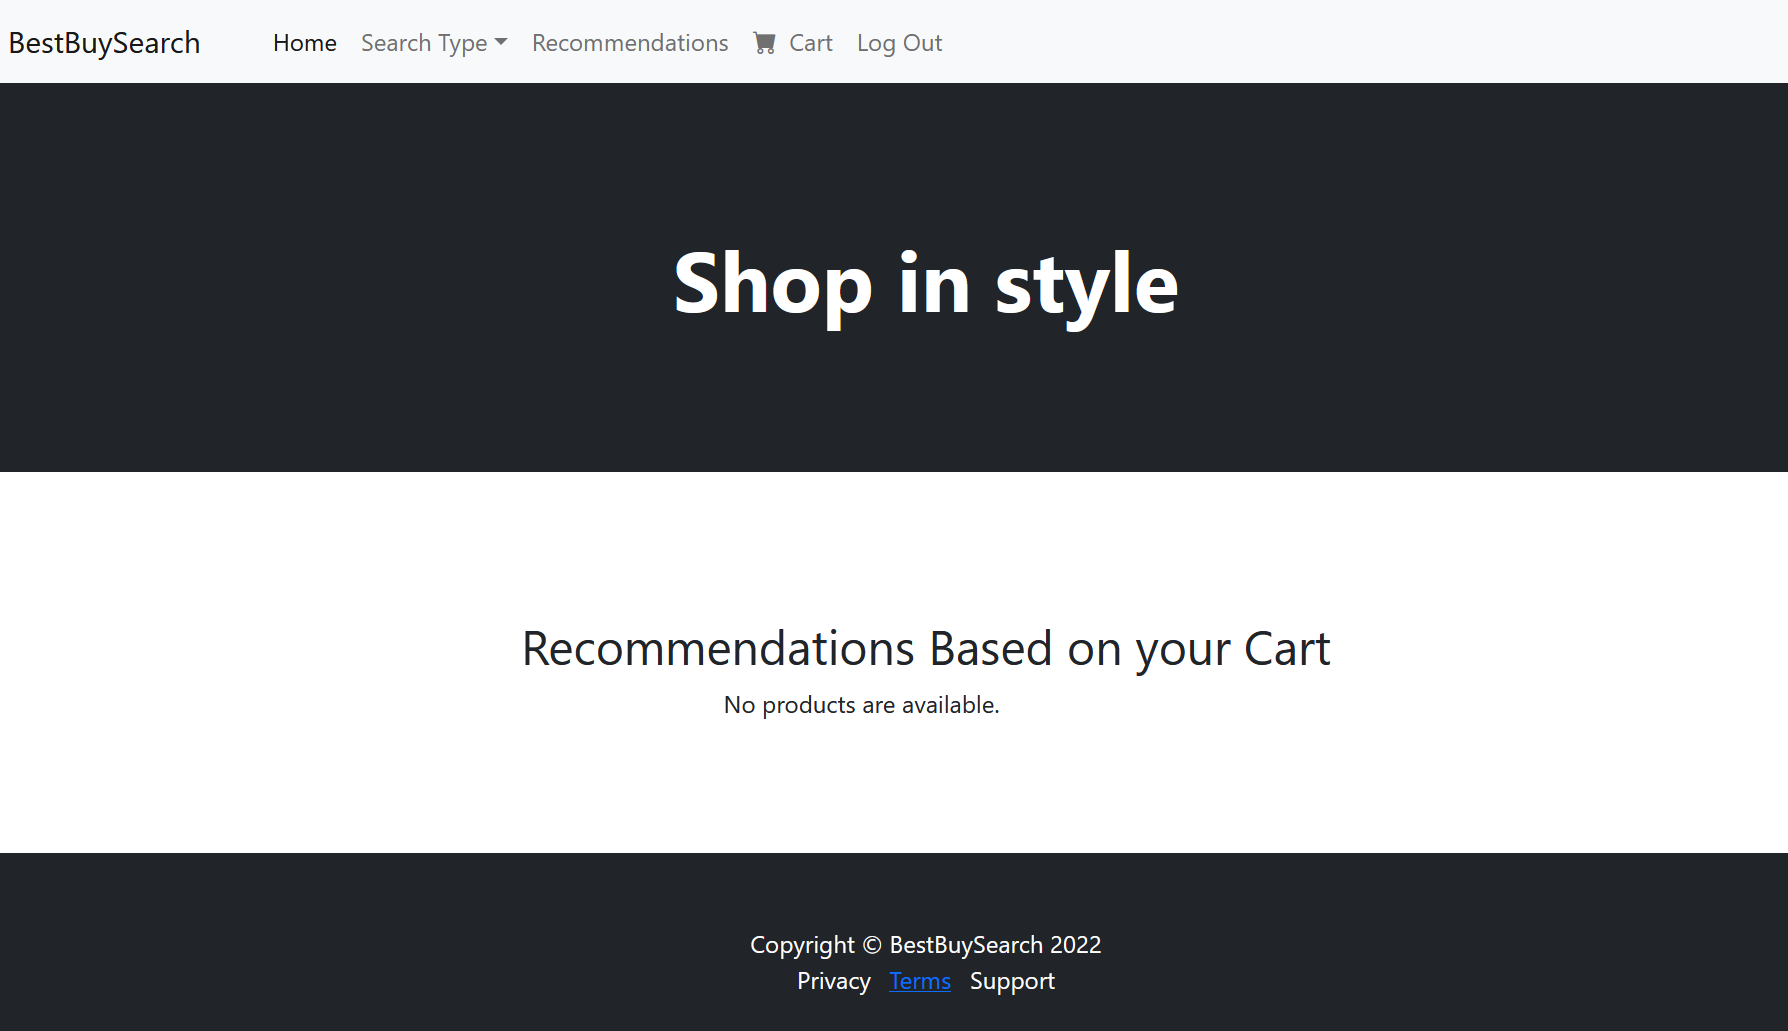 BestBuySearch Home Search Type Recommendations Cart Log Out
Shop in style
Recommendations Based on your Cart
No products are available.
Copyright © BestBuySearch 2022
Privacy Terms Support